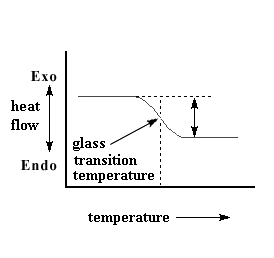 Exo
heat
flow
Endo
glass
transition
temperature
temperature